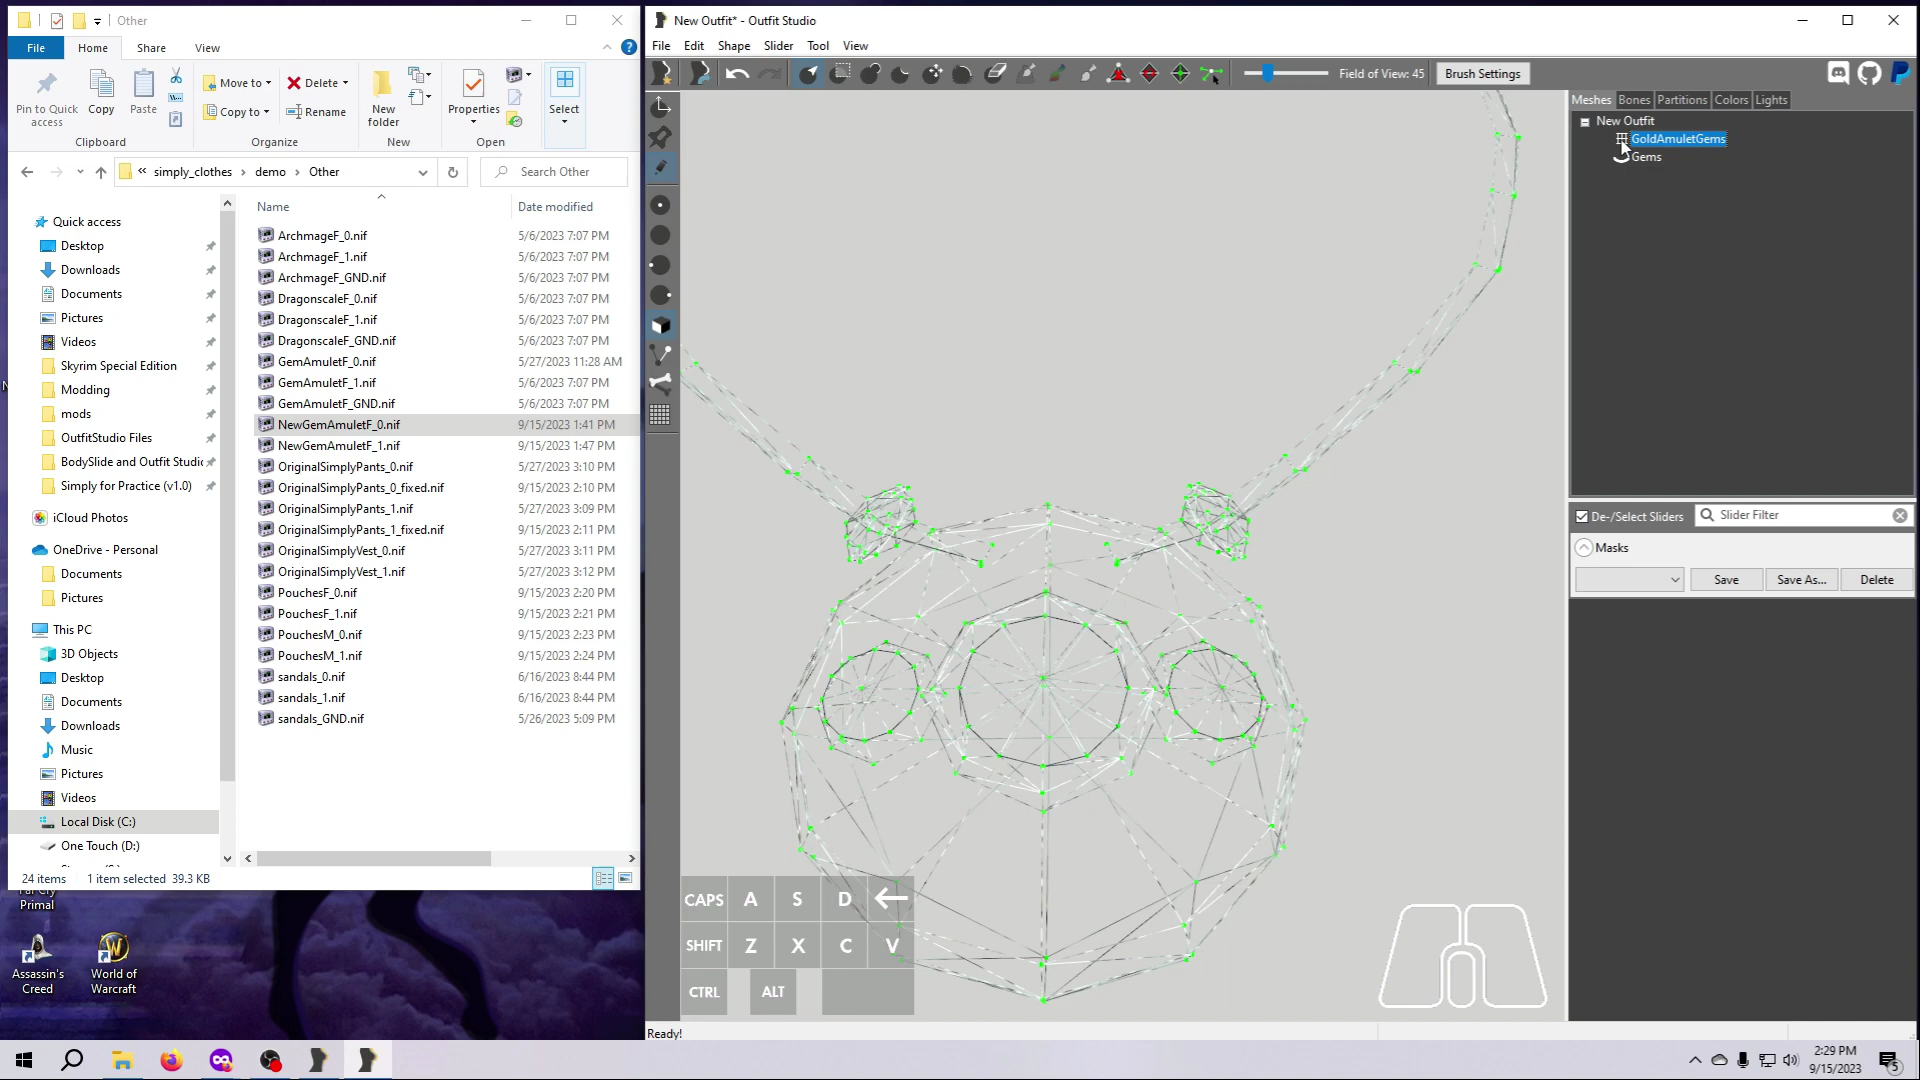 Other
New Outfit* - Outfit Studio
File Home Share View
File Edit Shape Slider Tool View
Pin to Quick access
Copy
Paste
Move to
Copy to
Delete
Rename
New folder
Properties
Select
Clipboard
Organize
New
Open
Field of View: 45
Brush Settings
simply_clothes
demo
Other
Search Other
Name
Date modified
Quick access
Desktop
Downloads
Documents
Pictures
Videos
Skyrim Special Edition
Modding
mods
OutfitStudio Files
BodySlide and Outfit Studio
Simply for Practice (v1.0)
iCloud Photos
OneDrive - Personal
Documents
Pictures
This PC
3D Objects
Desktop
Documents
Downloads
Music
Pictures
Videos
Local Disk (C:)
One Touch (D:)
ArchmageF_0.nif 5/6/2023 7:07 PM
ArchmageF_1.nif 5/6/2023 7:07 PM
ArchmageF_GND.nif 5/6/2023 7:07 PM
DragonscaleF_0.nif 5/6/2023 7:07 PM
DragonscaleF_1.nif 5/6/2023 7:07 PM
DragonscaleF_GND.nif 5/6/2023 7:07 PM
GemAmuletF_0.nif 5/27/2023 11:28 AM
GemAmuletF_1.nif 5/6/2023 7:07 PM
GemAmuletF_GND.nif 5/6/2023 7:07 PM
NewGemAmuletF_0.nif 9/15/2023 1:41 PM
NewGemAmuletF_1.nif 9/15/2023 1:47 PM
OriginalSimplyPants_0.nif 5/27/2023 3:10 PM
OriginalSimplyPants_0_fixed.nif 9/15/2023 2:10 PM
OriginalSimplyPants_1.nif 5/27/2023 3:09 PM
OriginalSimplyPants_1_fixed.nif 9/15/2023 2:11 PM
OriginalSimplyVest_0.nif 5/27/2023 3:11 PM
OriginalSimplyVest_1.nif 5/27/2023 3:12 PM
PouchesF_0.nif 9/15/2023 2:20 PM
PouchesF_1.nif 9/15/2023 2:21 PM
PouchesM_0.nif 9/15/2023 2:23 PM
PouchesM_1.nif 9/15/2023 2:24 PM
sandals_0.nif 6/16/2023 8:44 PM
sandals_1.nif 6/16/2023 8:44 PM
sandals_GND.nif 5/26/2023 5:09 PM
24 items 1 item selected 39.3 KB
Meshes Bones Partitions Colors Lights
New Outfit
GoldAmuletGems
Gems
De-/Select Sliders
Slider Filter
Masks
Save
Save As...
Delete
CAPS A S D
SHIFT Z X C V
CTRL ALT
Ready!
Primal
Assassin's Creed
World of Warcraft
2:29 PM
9/15/2023
5